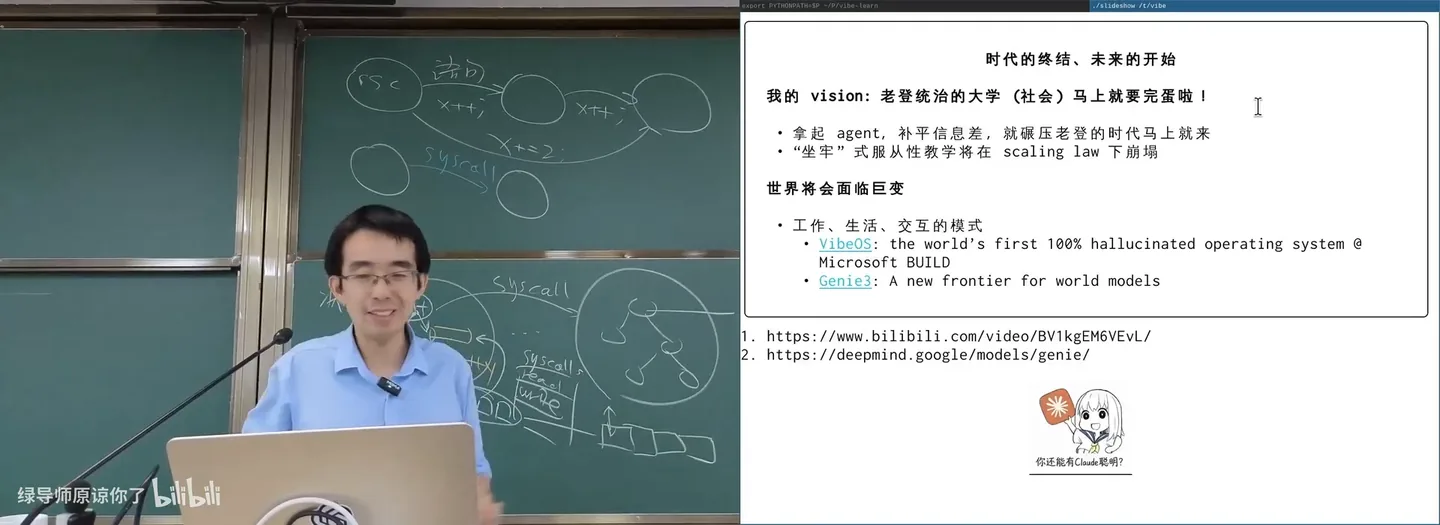 rsc
访问
x++;
x++;
x+=2;
syscall
syscall
...
syscalls
read
write
绿导师原谅你了 bilibili
export PYTHONPATH=$P ~/P/vibe-learn
./slideshow /t/vibe
时代的终结、未来的开始
我的 vision: 老登统治的大学 (社会) 马上就要完蛋啦！
• 拿起 agent, 补平信息差, 就碾压老登的时代马上就来
• “坐牢” 式服从性教学将在 scaling law 下崩塌
世界将会面临巨变
• 工作、生活、交互的模式
• VibeOS: the world’s first 100% hallucinated operating system @
Microsoft BUILD
• Genie3: A new frontier for world models
1. https://www.bilibili.com/video/BV1kgEM6VEvL/
2. https://deepmind.google/models/genie/
你还能有Claude聪明?